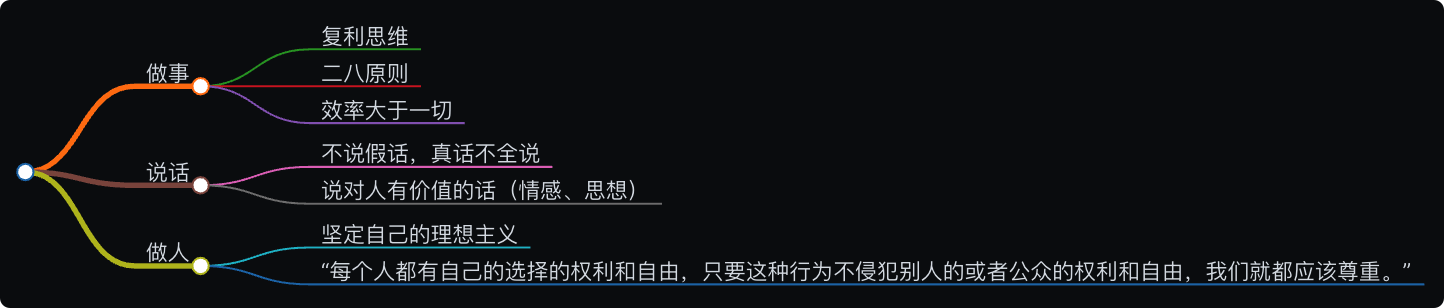 做事
复利思维
二八原则
效率大于一切
说话
不说假话，真话不全说
说对人有价值的话（情感、思想）
做人
坚定自己的理想主义
“每个人都有自己的选择的权利和自由，只要这种行为不侵犯别人的或者公众的权利和自由，我们就都应该尊重。”